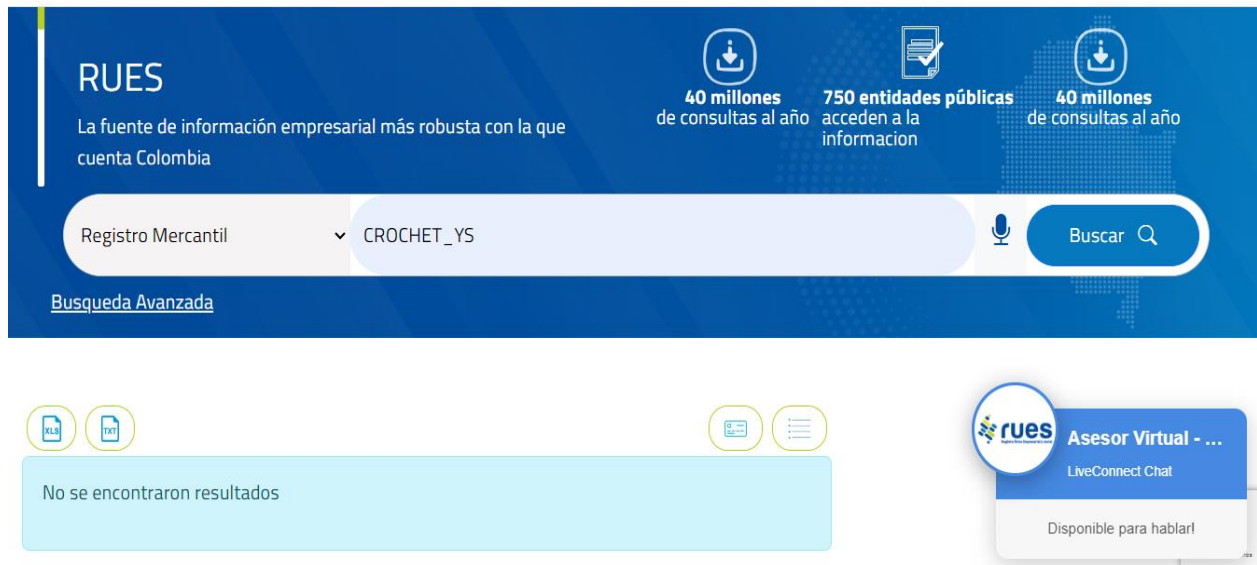 RUES
La fuente de información empresarial más robusta con la que
cuenta Colombia
40 millones
de consultas al año
750 entidades públicas
acceden a la
informacion
40 millones
de consultas al año
Registro Mercantil
CROCHET_YS
Buscar
Busqueda Avanzada
XLS
TXT
No se encontraron resultados
rues
Asesor Virtual - ...
LiveConnect Chat
Disponible para hablar!